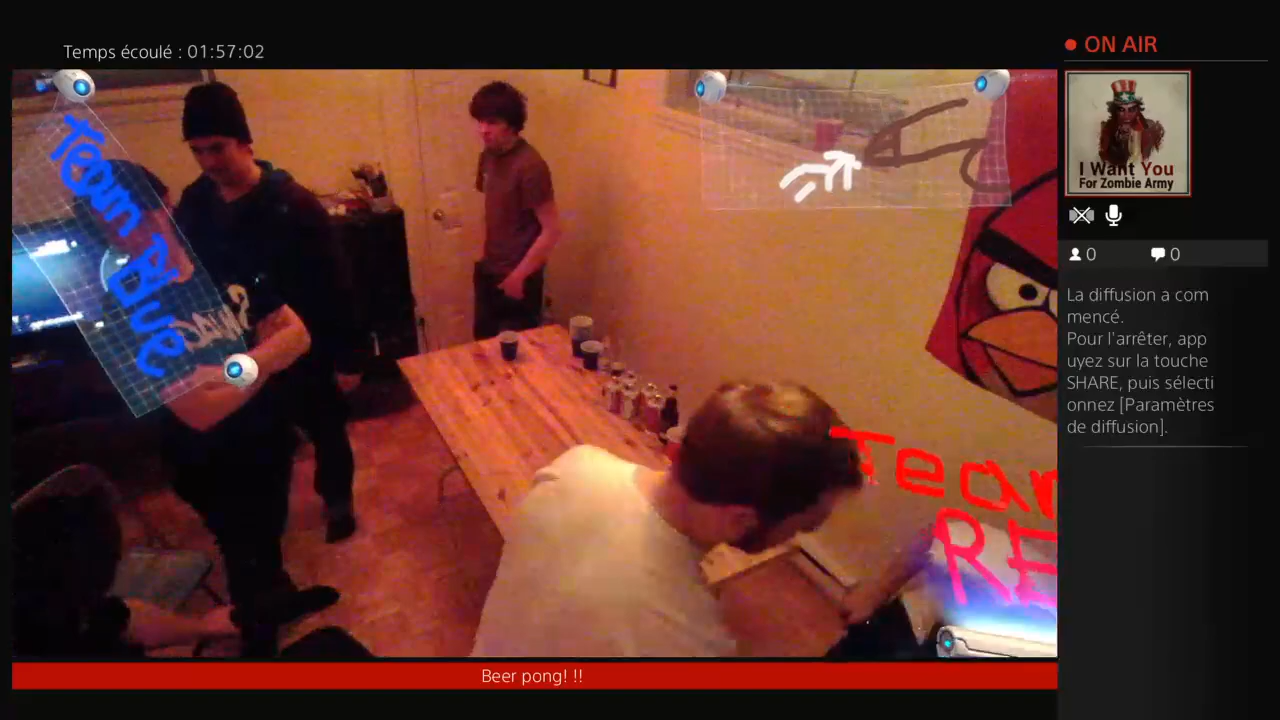 Temps écoulé : 01:57:02
ON AIR
I Want You
For Zombie Army
0 0
La diffusion a com
mencé.
Pour l'arrêter, app
uyez sur la touche
SHARE, puis sélecti
onnez [Paramètres
de diffusion].
Team Blue
Team
RE
Beer pong! !!